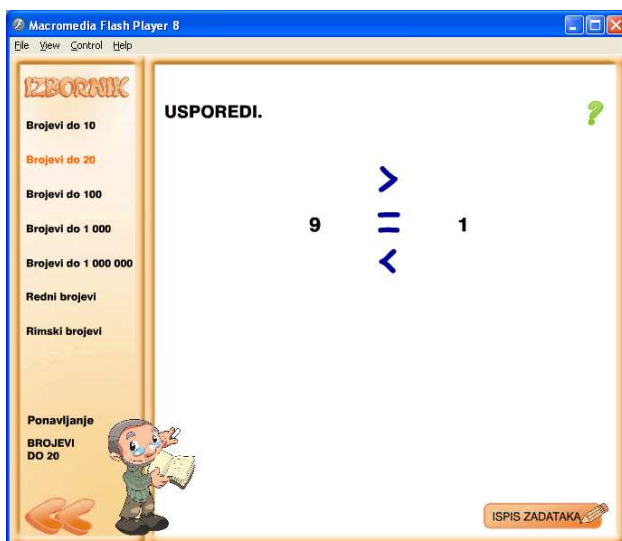 Macromedia Flash Player 8
File View Control Help
IZBORNIK
Brojevi do 10
Brojevi do 20
Brojevi do 100
Brojevi do 1 000
Brojevi do 1 000 000
Redni brojevi
Rimski brojevi
Ponavljanje
BROJEVI
DO 20
USPOREDI.
?
>
9 = 1
<
ISPIS ZADATAKA